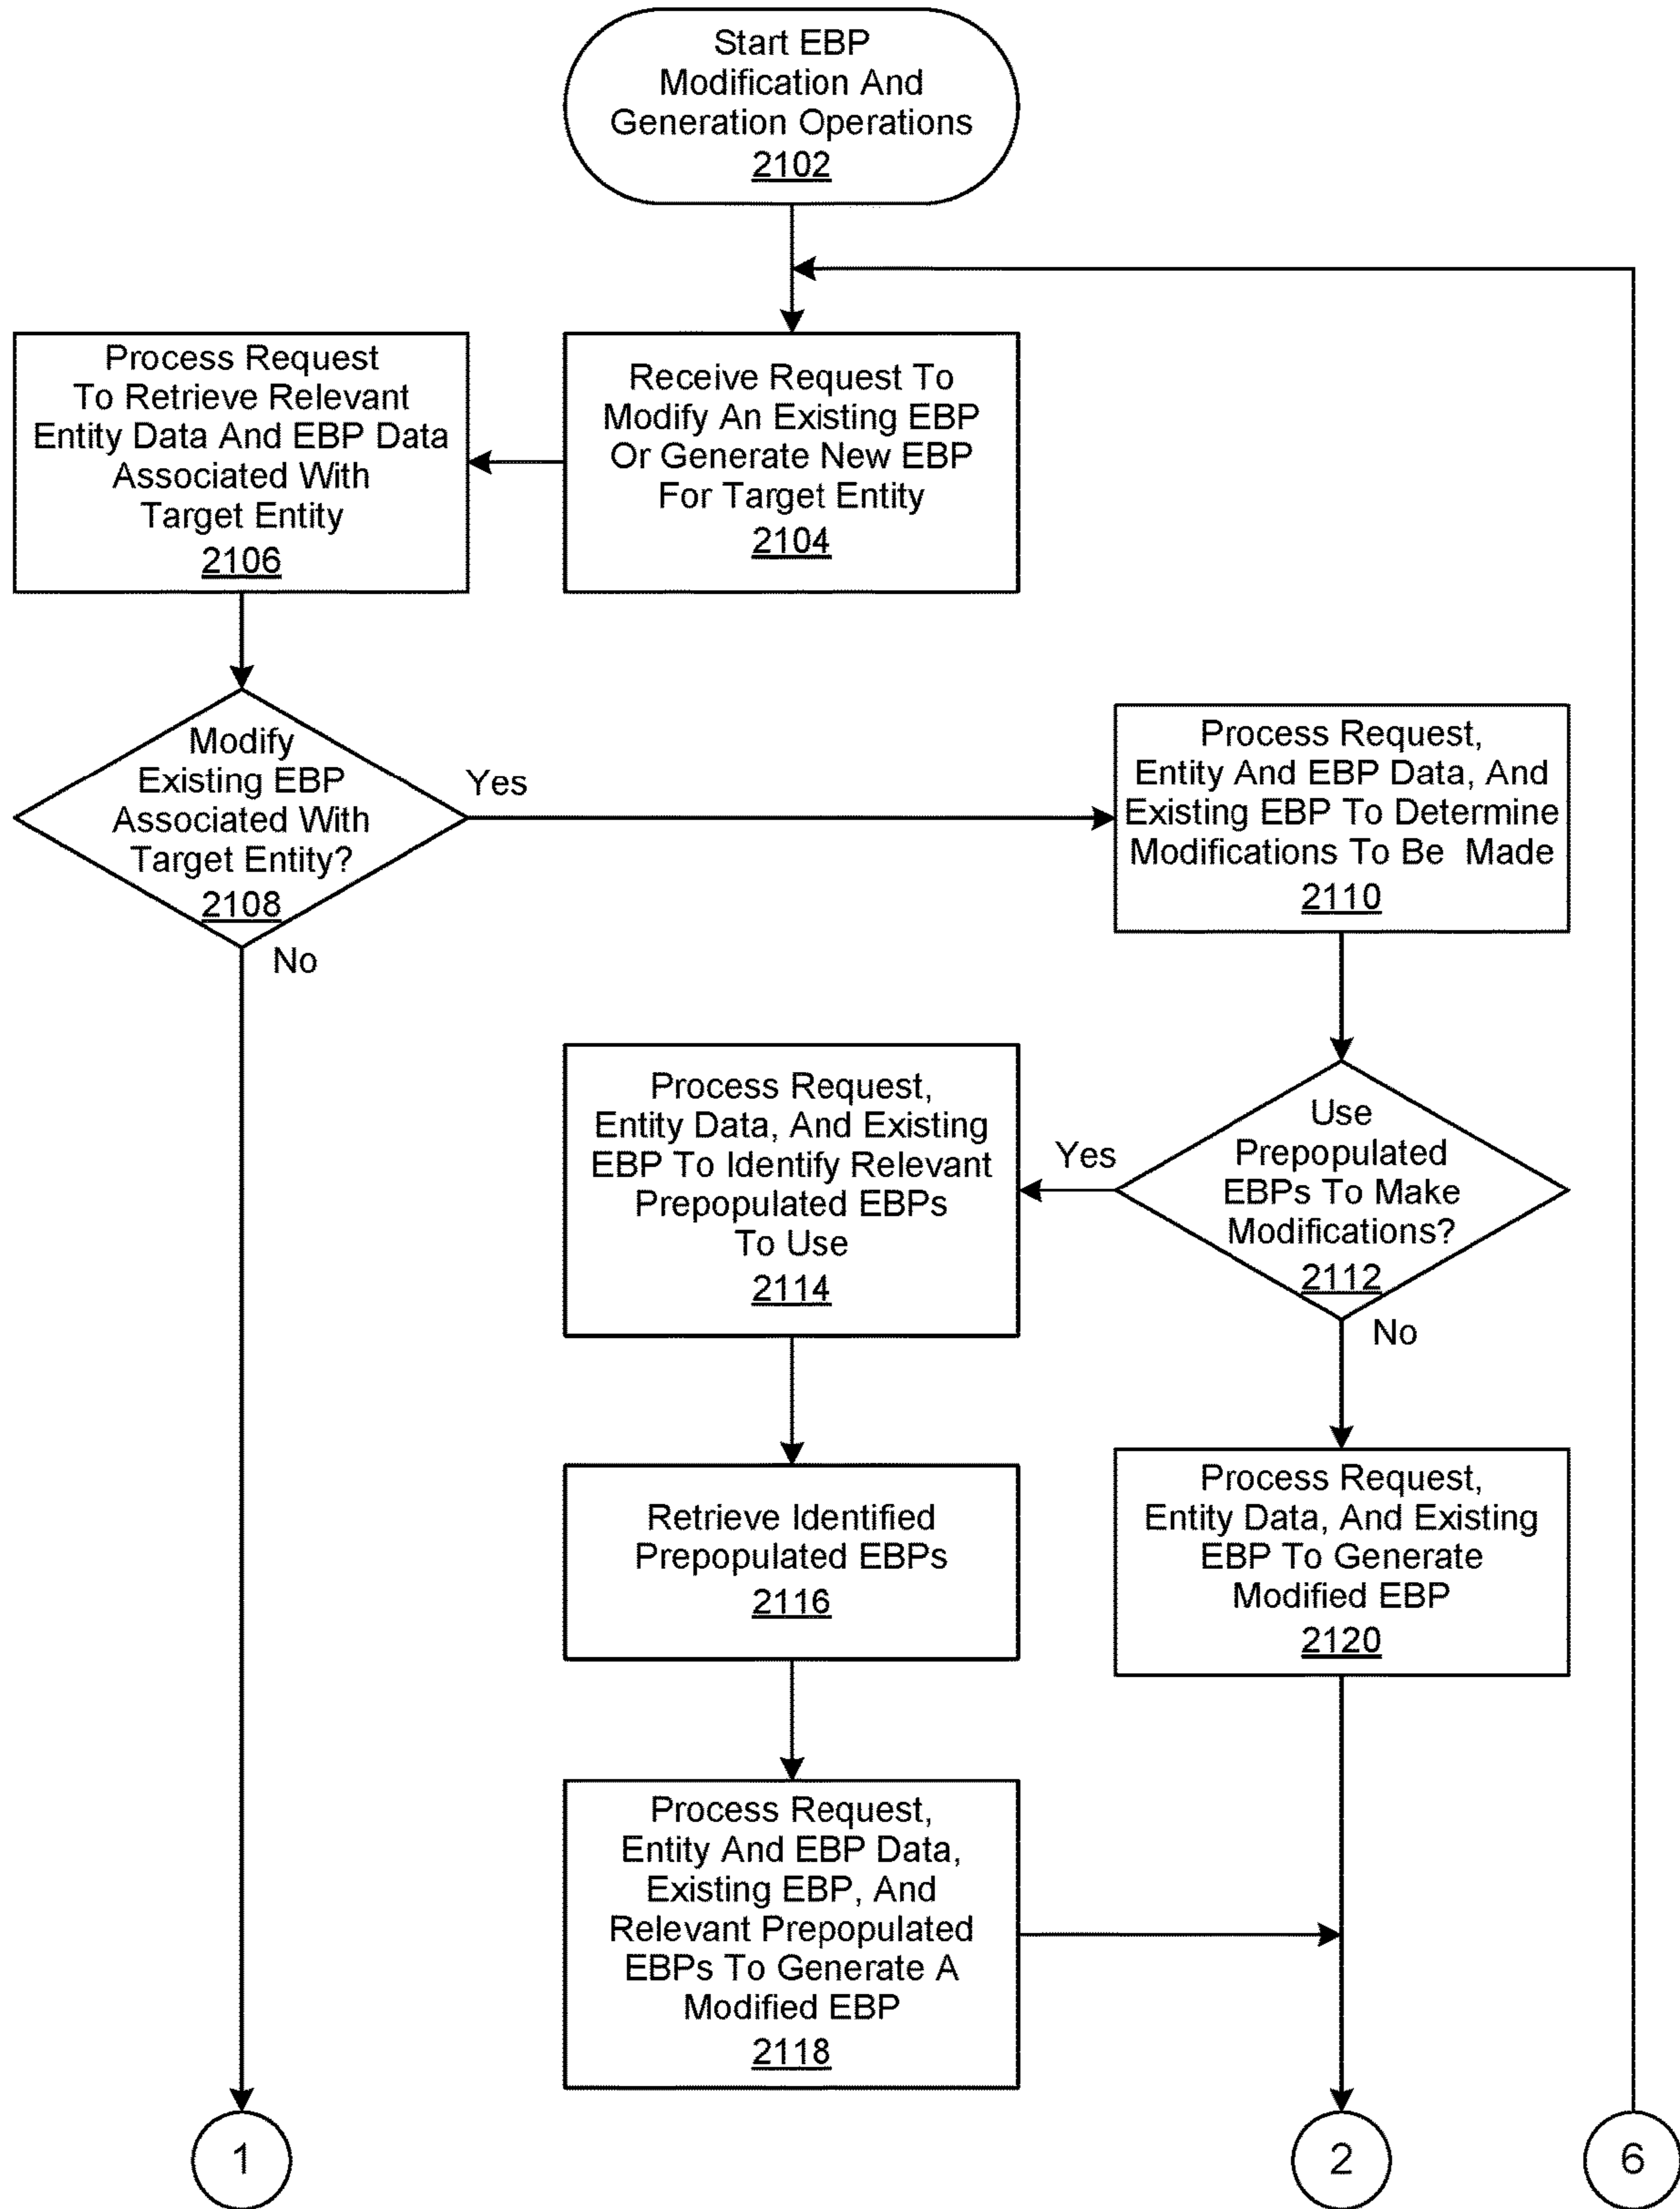 Start EBP
Modification And
Generation Operations
2102
Process Request
To Retrieve Relevant
Entity Data And EBP Data
Associated With
Target Entity
2106
Receive Request To
Modify An Existing EBP
Or Generate New EBP
For Target Entity
2104
Modify
Existing EBP
Associated With
Target Entity?
2108
Yes
No
Process Request,
Entity And EBP Data, And
Existing EBP To Determine
Modifications To Be Made
2110
Process Request,
Entity Data, And Existing
EBP To Identify Relevant
Prepopulated EBPs
To Use
2114
Yes
Use
Prepopulated
EBPs To Make
Modifications?
2112
No
Retrieve Identified
Prepopulated EBPs
2116
Process Request,
Entity Data, And Existing
EBP To Generate
Modified EBP
2120
Process Request,
Entity And EBP Data,
Existing EBP, And
Relevant Prepopulated
EBPs To Generate A
Modified EBP
2118
1
2
6